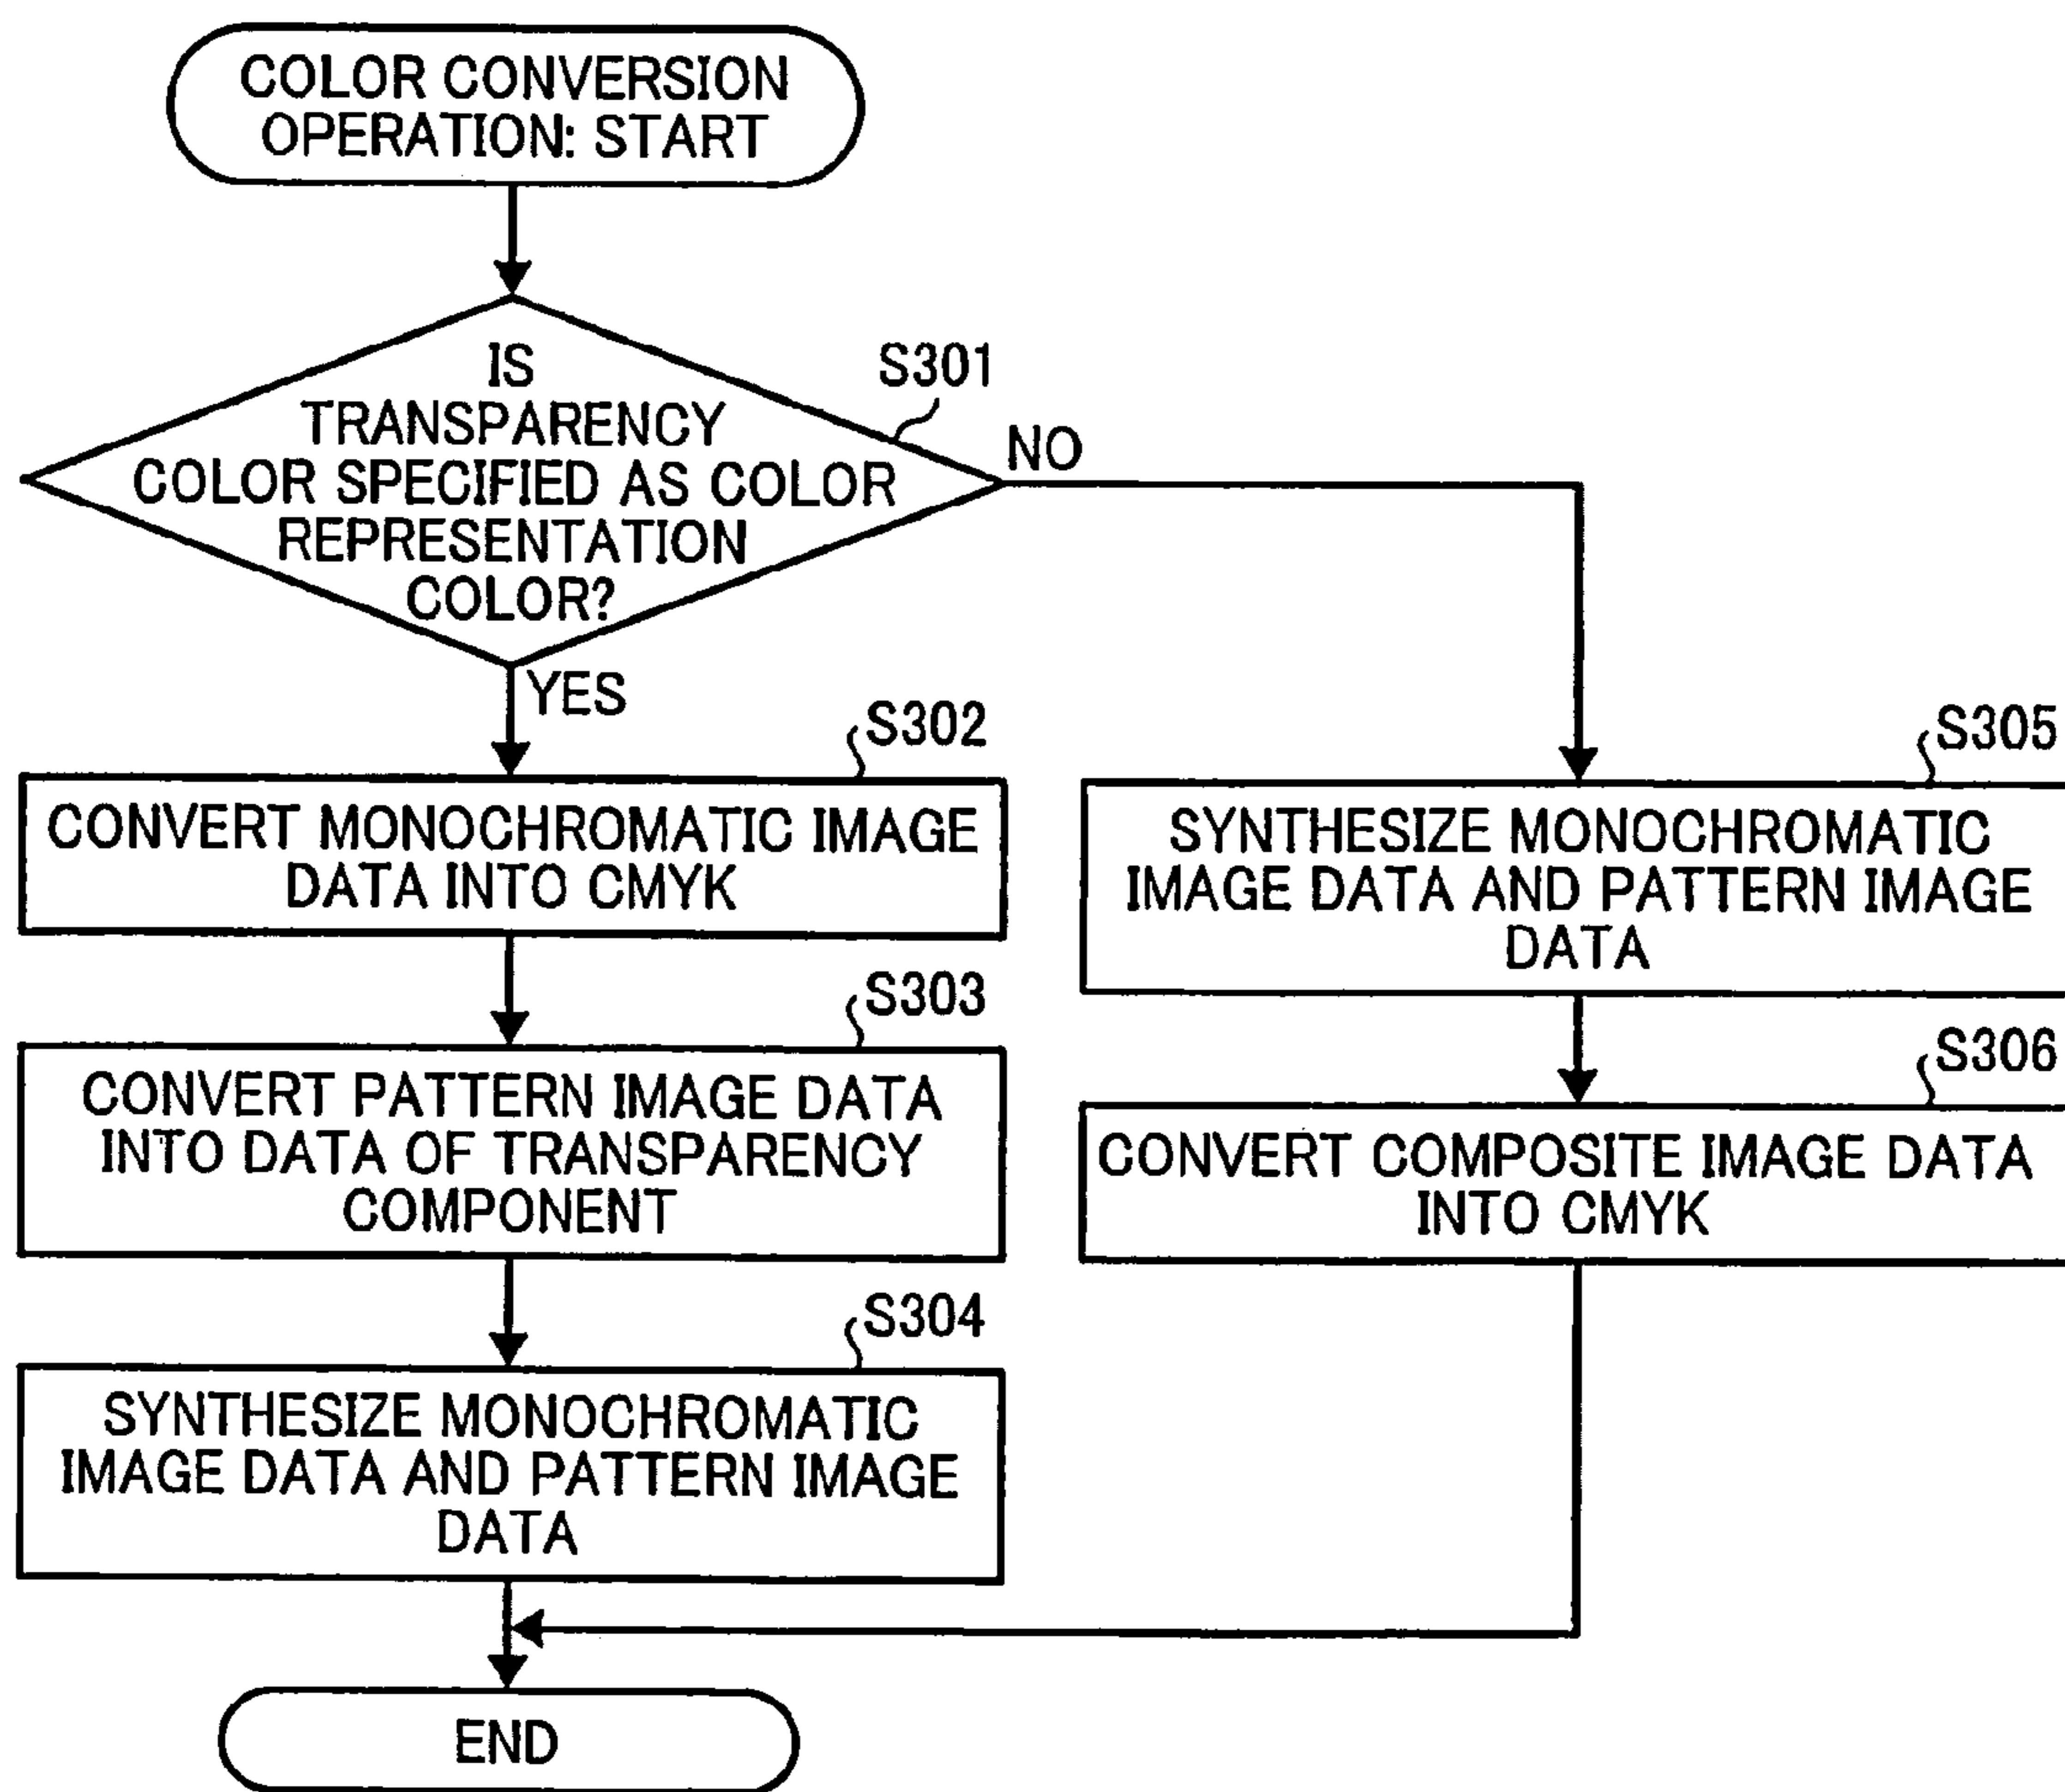 COLOR CONVERSION
OPERATION: START
IS
TRANSPARENCY
COLOR SPECIFIED AS COLOR
REPRESENTATION
COLOR?
S301
NO
YES
S302
CONVERT MONOCHROMATIC IMAGE
DATA INTO CMYK
S303
CONVERT PATTERN IMAGE DATA
INTO DATA OF TRANSPARENCY
COMPONENT
S304
SYNTHESIZE MONOCHROMATIC
IMAGE DATA AND PATTERN IMAGE
DATA
S305
SYNTHESIZE MONOCHROMATIC
IMAGE DATA AND PATTERN IMAGE
DATA
S306
CONVERT COMPOSITE IMAGE DATA
INTO CMYK
END